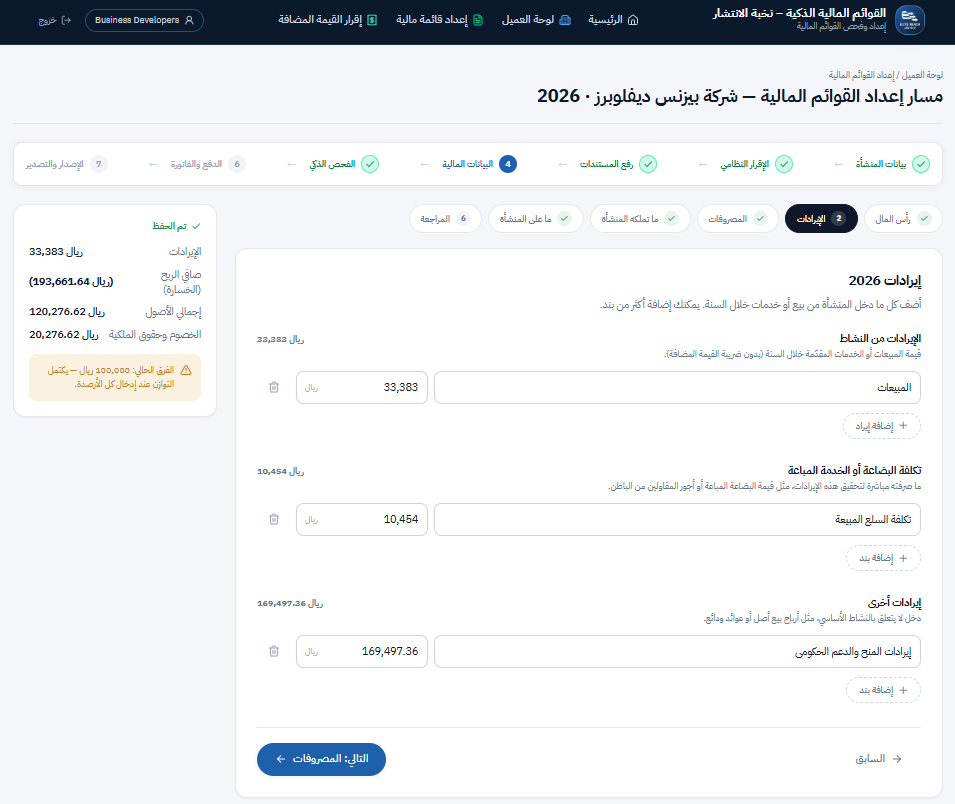 القوائم المالية الذكية – نخبة الانتشار
إعداد وفحص القوائم المالية
الرئيسية
لوحة العميل
إعداد قائمة مالية
إقرار القيمة المضافة
Business Developers
خروج
لوحة العميل / إعداد القوائم المالية
مسار إعداد القوائم المالية — شركة بيزنس ديفلوبرز · 2026
بيانات المنشأة
الإقرار النظامي
رفع المستندات
4 البيانات المالية
الفحص الذكي
6 الدفع والفاتورة
7 الإصدار والتصدير
رأس المال
2 الإيرادات
المصروفات
ما تملكه المنشأة
ما على المنشأة
6 المراجعة
إيرادات 2026
أضف كل ما دخل المنشأة من بيع أو خدمات خلال السنة. يمكنك إضافة أكثر من بند.
الإيرادات من النشاط
33,383 ريال
قيمة المبيعات أو الخدمات المقدّمة خلال السنة (بدون ضريبة القيمة المضافة).
المبيعات
33,383 ريال
+ إضافة إيراد
تكلفة البضاعة أو الخدمة المباعة
10,454 ريال
ما صرفته مباشرة لتحقيق هذه الإيرادات، مثل قيمة البضاعة المباعة أو أجور المقاولين من الباطن.
تكلفة السلع المبيعة
10,454 ريال
+ إضافة بند
إيرادات أخرى
169,497.36 ريال
دخل لا يتعلق بالنشاط الأساسي، مثل أرباح بيع أصل أو عوائد ودائع.
إيرادات المنح والدعم الحكومي
169,497.36 ريال
+ إضافة بند
السابق
التالي: المصروفات
تم الحفظ
الإيرادات
33,383 ريال
صافي الربح
(الخسارة)
(193,661.64 ريال)
إجمالي الأصول
120,276.62 ريال
الخصوم وحقوق الملكية
20,276.62 ريال
الفرق الحالي: 100,000 ريال — يكتمل
التوازن عند إدخال كل الأرصدة.